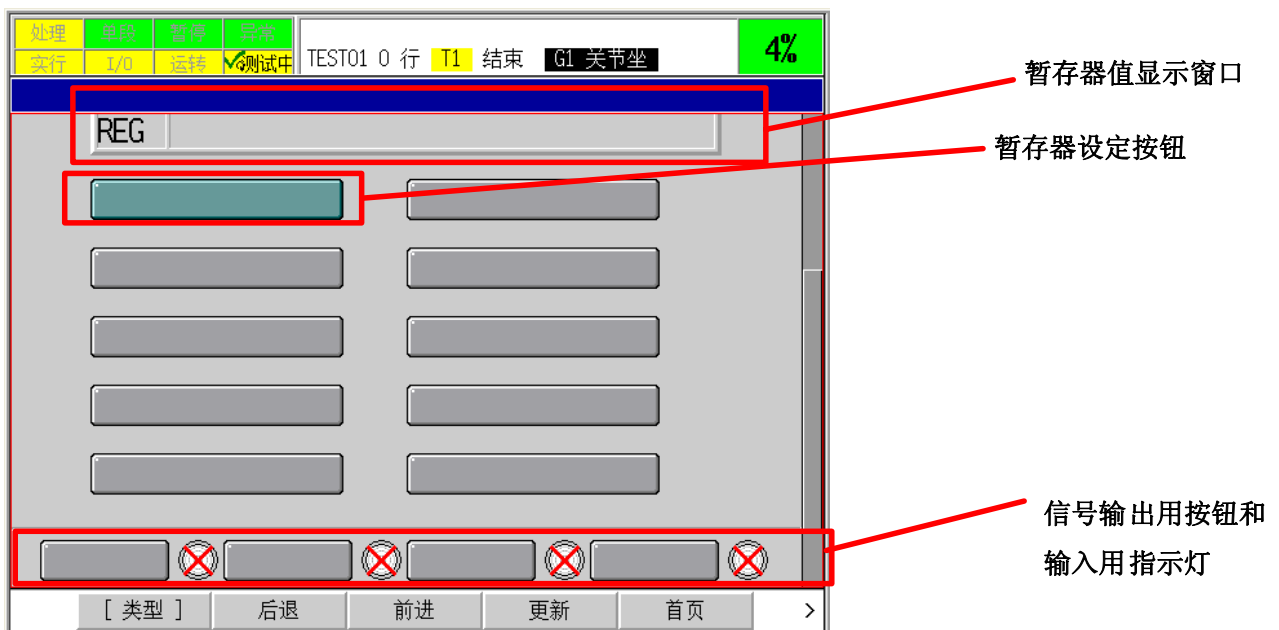 处理 单段 暂停 异常
实行 I/O 运转 测试中
TEST01 0 行 T1 结束 G1 关节坐
4%
暂存器值显示窗口
REG
暂存器设定按钮
信号输出用按钮和
输入用指示灯
[ 类型 ] 后退 前进 更新 首页 >